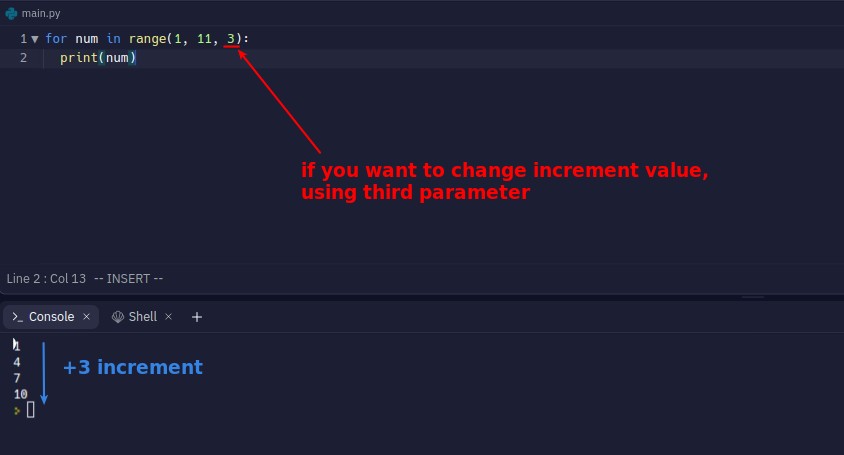 main.py
1 for num in range(1, 11, 3):
2   print(num)
if you want to change increment value,
using third parameter
Line 2 : Col 13 -- INSERT --
>_ Console × Shell × +
1
4
+3 increment
7
10
>